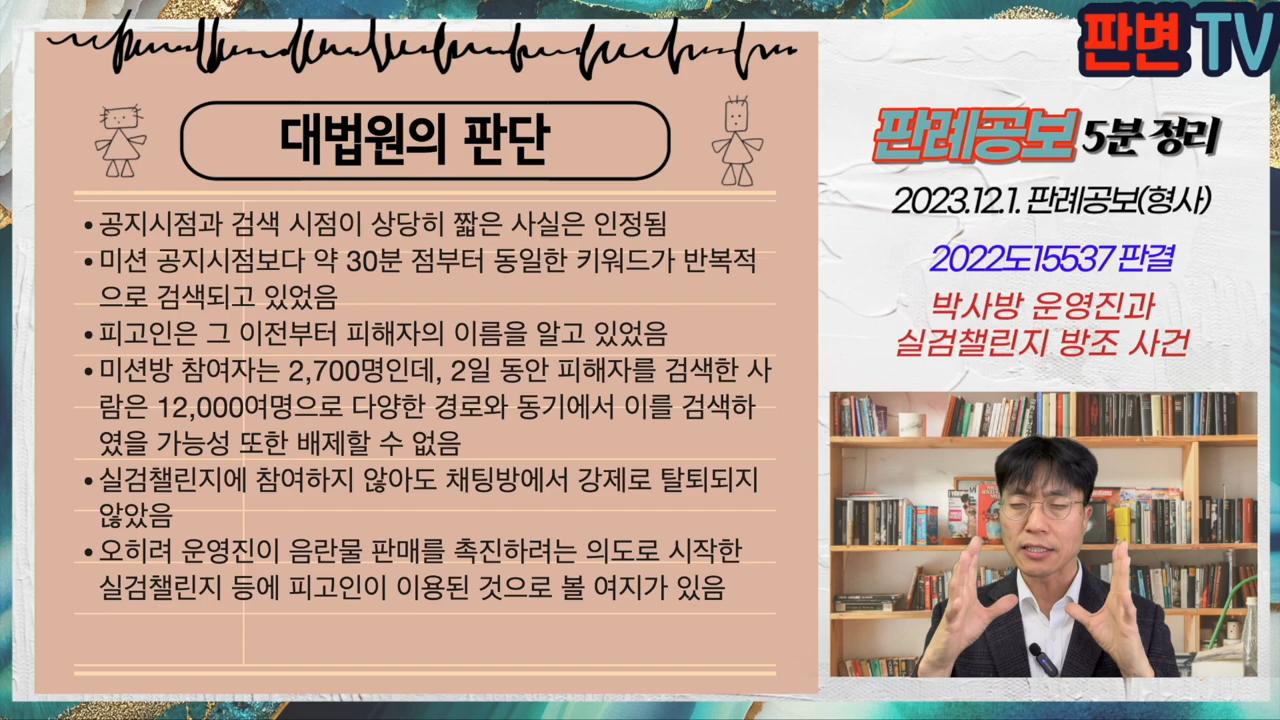 판변 TV
대법원의 판단
• 공지시점과 검색 시점이 상당히 짧은 사실은 인정됨
• 미션 공지시점보다 약 30분 점부터 동일한 키워드가 반복적
으로 검색되고 있었음
• 피고인은 그 이전부터 피해자의 이름을 알고 있었음
• 미션방 참여자는 2,700명인데, 2일 동안 피해자를 검색한 사
람은 12,000여명으로 다양한 경로와 동기에서 이를 검색하
였을 가능성 또한 배제할 수 없음
• 실검챌린지에 참여하지 않아도 채팅방에서 강제로 탈퇴되지
않았음
• 오히려 운영진이 음란물 판매를 촉진하려는 의도로 시작한
실검챌린지 등에 피고인이 이용된 것으로 볼 여지가 있음
판례공보 5분 정리
2023.12.1. 판례공보(형사)
2022도15537 판결
박사방 운영진과
실검챌린지 방조 사건